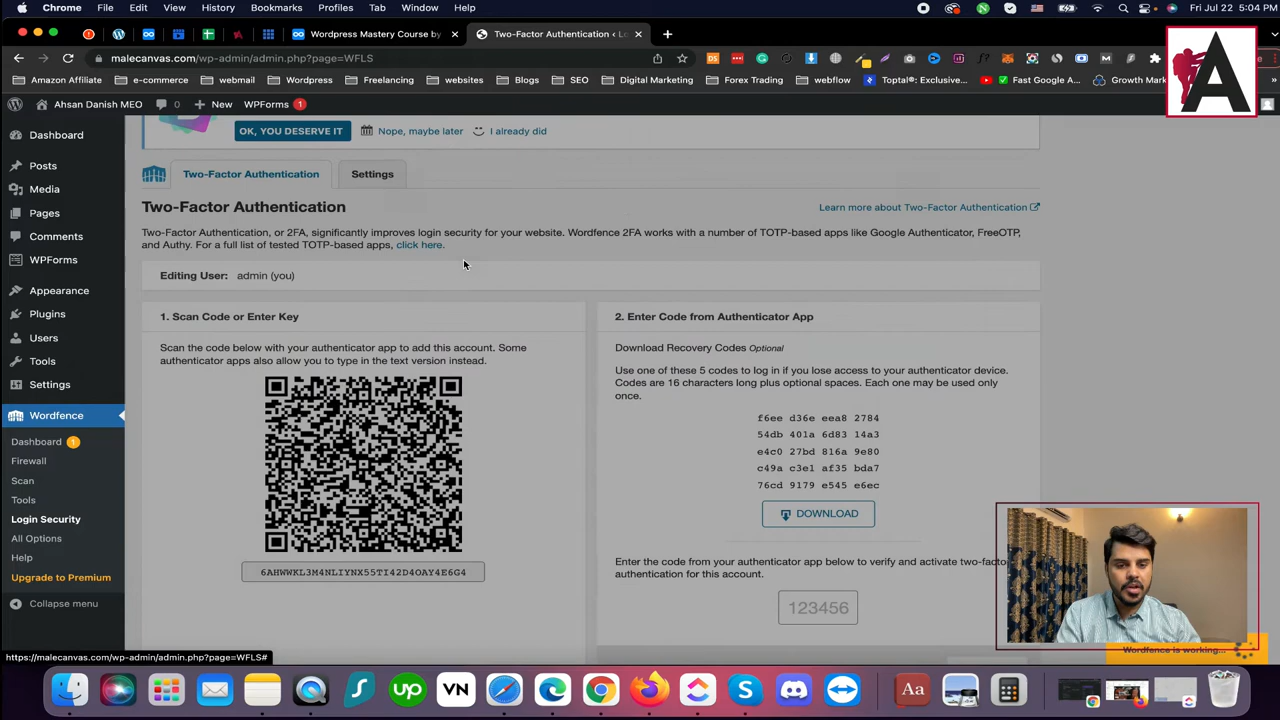 Chrome File Edit View History Bookmarks Profiles Tab Window Help Fri Jul 22 5:04 PM
Wordpress Mastery Course by Two-Factor Authentication ‹ Lo
malecanvas.com/wp-admin/admin.php?page=WFLS
Amazon Affiliate e-commerce webmail Wordpress Freelancing websites Blogs SEO Digital Marketing Forex Trading webflow Toptal®: Exclusive... Fast Google A... Growth Mark
A
Ahsan Danish MEO 0 New WPForms 1
Dashboard
Posts
Media
Pages
Comments
WPForms
Appearance
Plugins
Users
Tools
Settings
Wordfence
Dashboard 1
Firewall
Scan
Tools
Login Security
All Options
Help
Upgrade to Premium
Collapse menu
OK, YOU DESERVE IT Nope, maybe later I already did
Two-Factor Authentication Settings
Two-Factor Authentication
Learn more about Two-Factor Authentication
Two-Factor Authentication, or 2FA, significantly improves login security for your website. Wordfence 2FA works with a number of TOTP-based apps like Google Authenticator, FreeOTP,
and Authy. For a full list of tested TOTP-based apps, click here.
Editing User: admin (you)
1. Scan Code or Enter Key
Scan the code below with your authenticator app to add this account. Some
authenticator apps also allow you to type in the text version instead.
6AHWWKL3M4NLIYNX55TI42D4OAY4E6G4
2. Enter Code from Authenticator App
Download Recovery Codes Optional
Use one of these 5 codes to log in if you lose access to your authenticator device.
Codes are 16 characters long plus optional spaces. Each one may be used only
once.
f6ee d36e eea8 2784
54db 401a 6d83 14a3
e4c0 27bd 816a 9e80
c49a c3e1 af35 bda7
76cd 9179 e545 e6ec
DOWNLOAD
Enter the code from your authenticator app below to verify and activate two-facto
authentication for this account.
123456
Wordfence is working...
https://malecanvas.com/wp-admin/admin.php?page=WFLS#